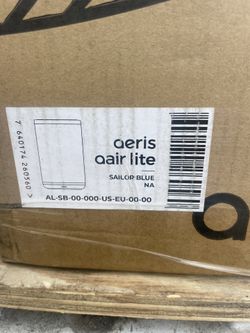 7 640174 260560 >
aeris
aair lite
SAILOR BLUE
NA
AL-SB-00-000-US-EU-00-00
a